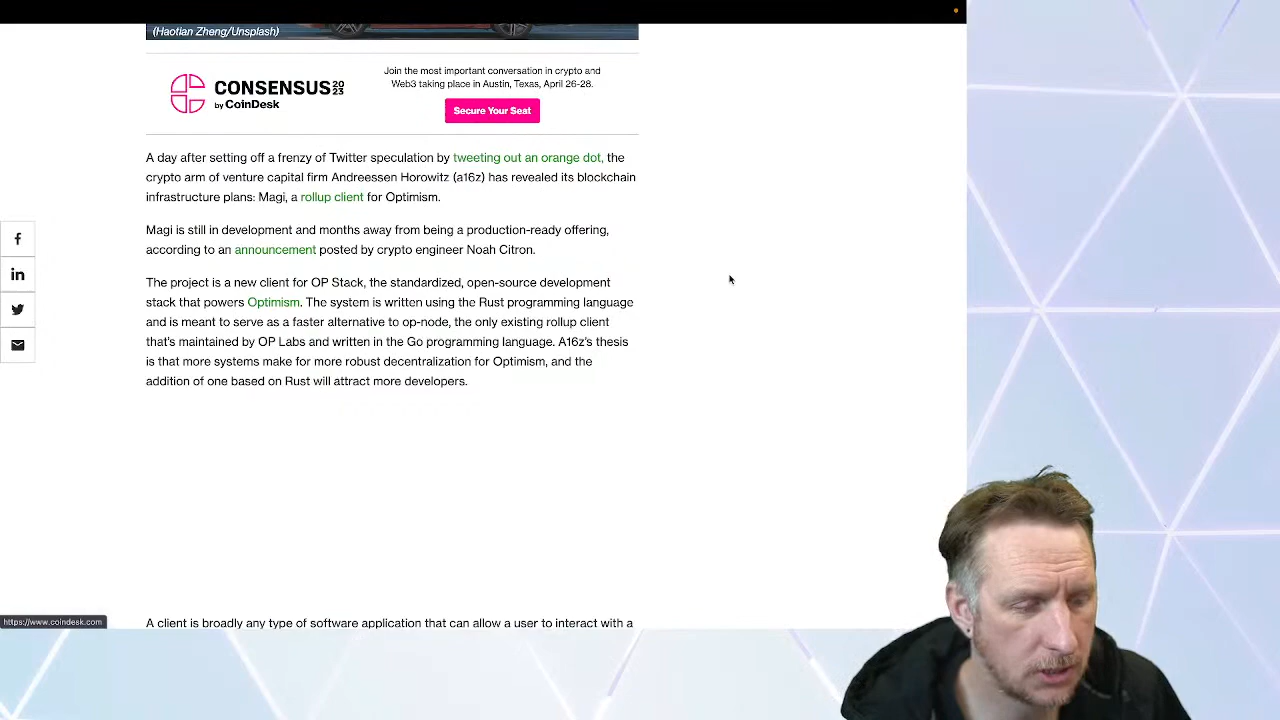 (Haotian Zheng/Unsplash)
CONSENSUS 2023
by CoinDesk
Join the most important conversation in crypto and
Web3 taking place in Austin, Texas, April 26-28.
Secure Your Seat
A day after setting off a frenzy of Twitter speculation by tweeting out an orange dot, the
crypto arm of venture capital firm Andreessen Horowitz (a16z) has revealed its blockchain
infrastructure plans: Magi, a rollup client for Optimism.
Magi is still in development and months away from being a production-ready offering,
according to an announcement posted by crypto engineer Noah Citron.
The project is a new client for OP Stack, the standardized, open-source development
stack that powers Optimism. The system is written using the Rust programming language
and is meant to serve as a faster alternative to op-node, the only existing rollup client
that's maintained by OP Labs and written in the Go programming language. A16z's thesis
is that more systems make for more robust decentralization for Optimism, and the
addition of one based on Rust will attract more developers.
A client is broadly any type of software application that can allow a user to interact with a
https://www.coindesk.com